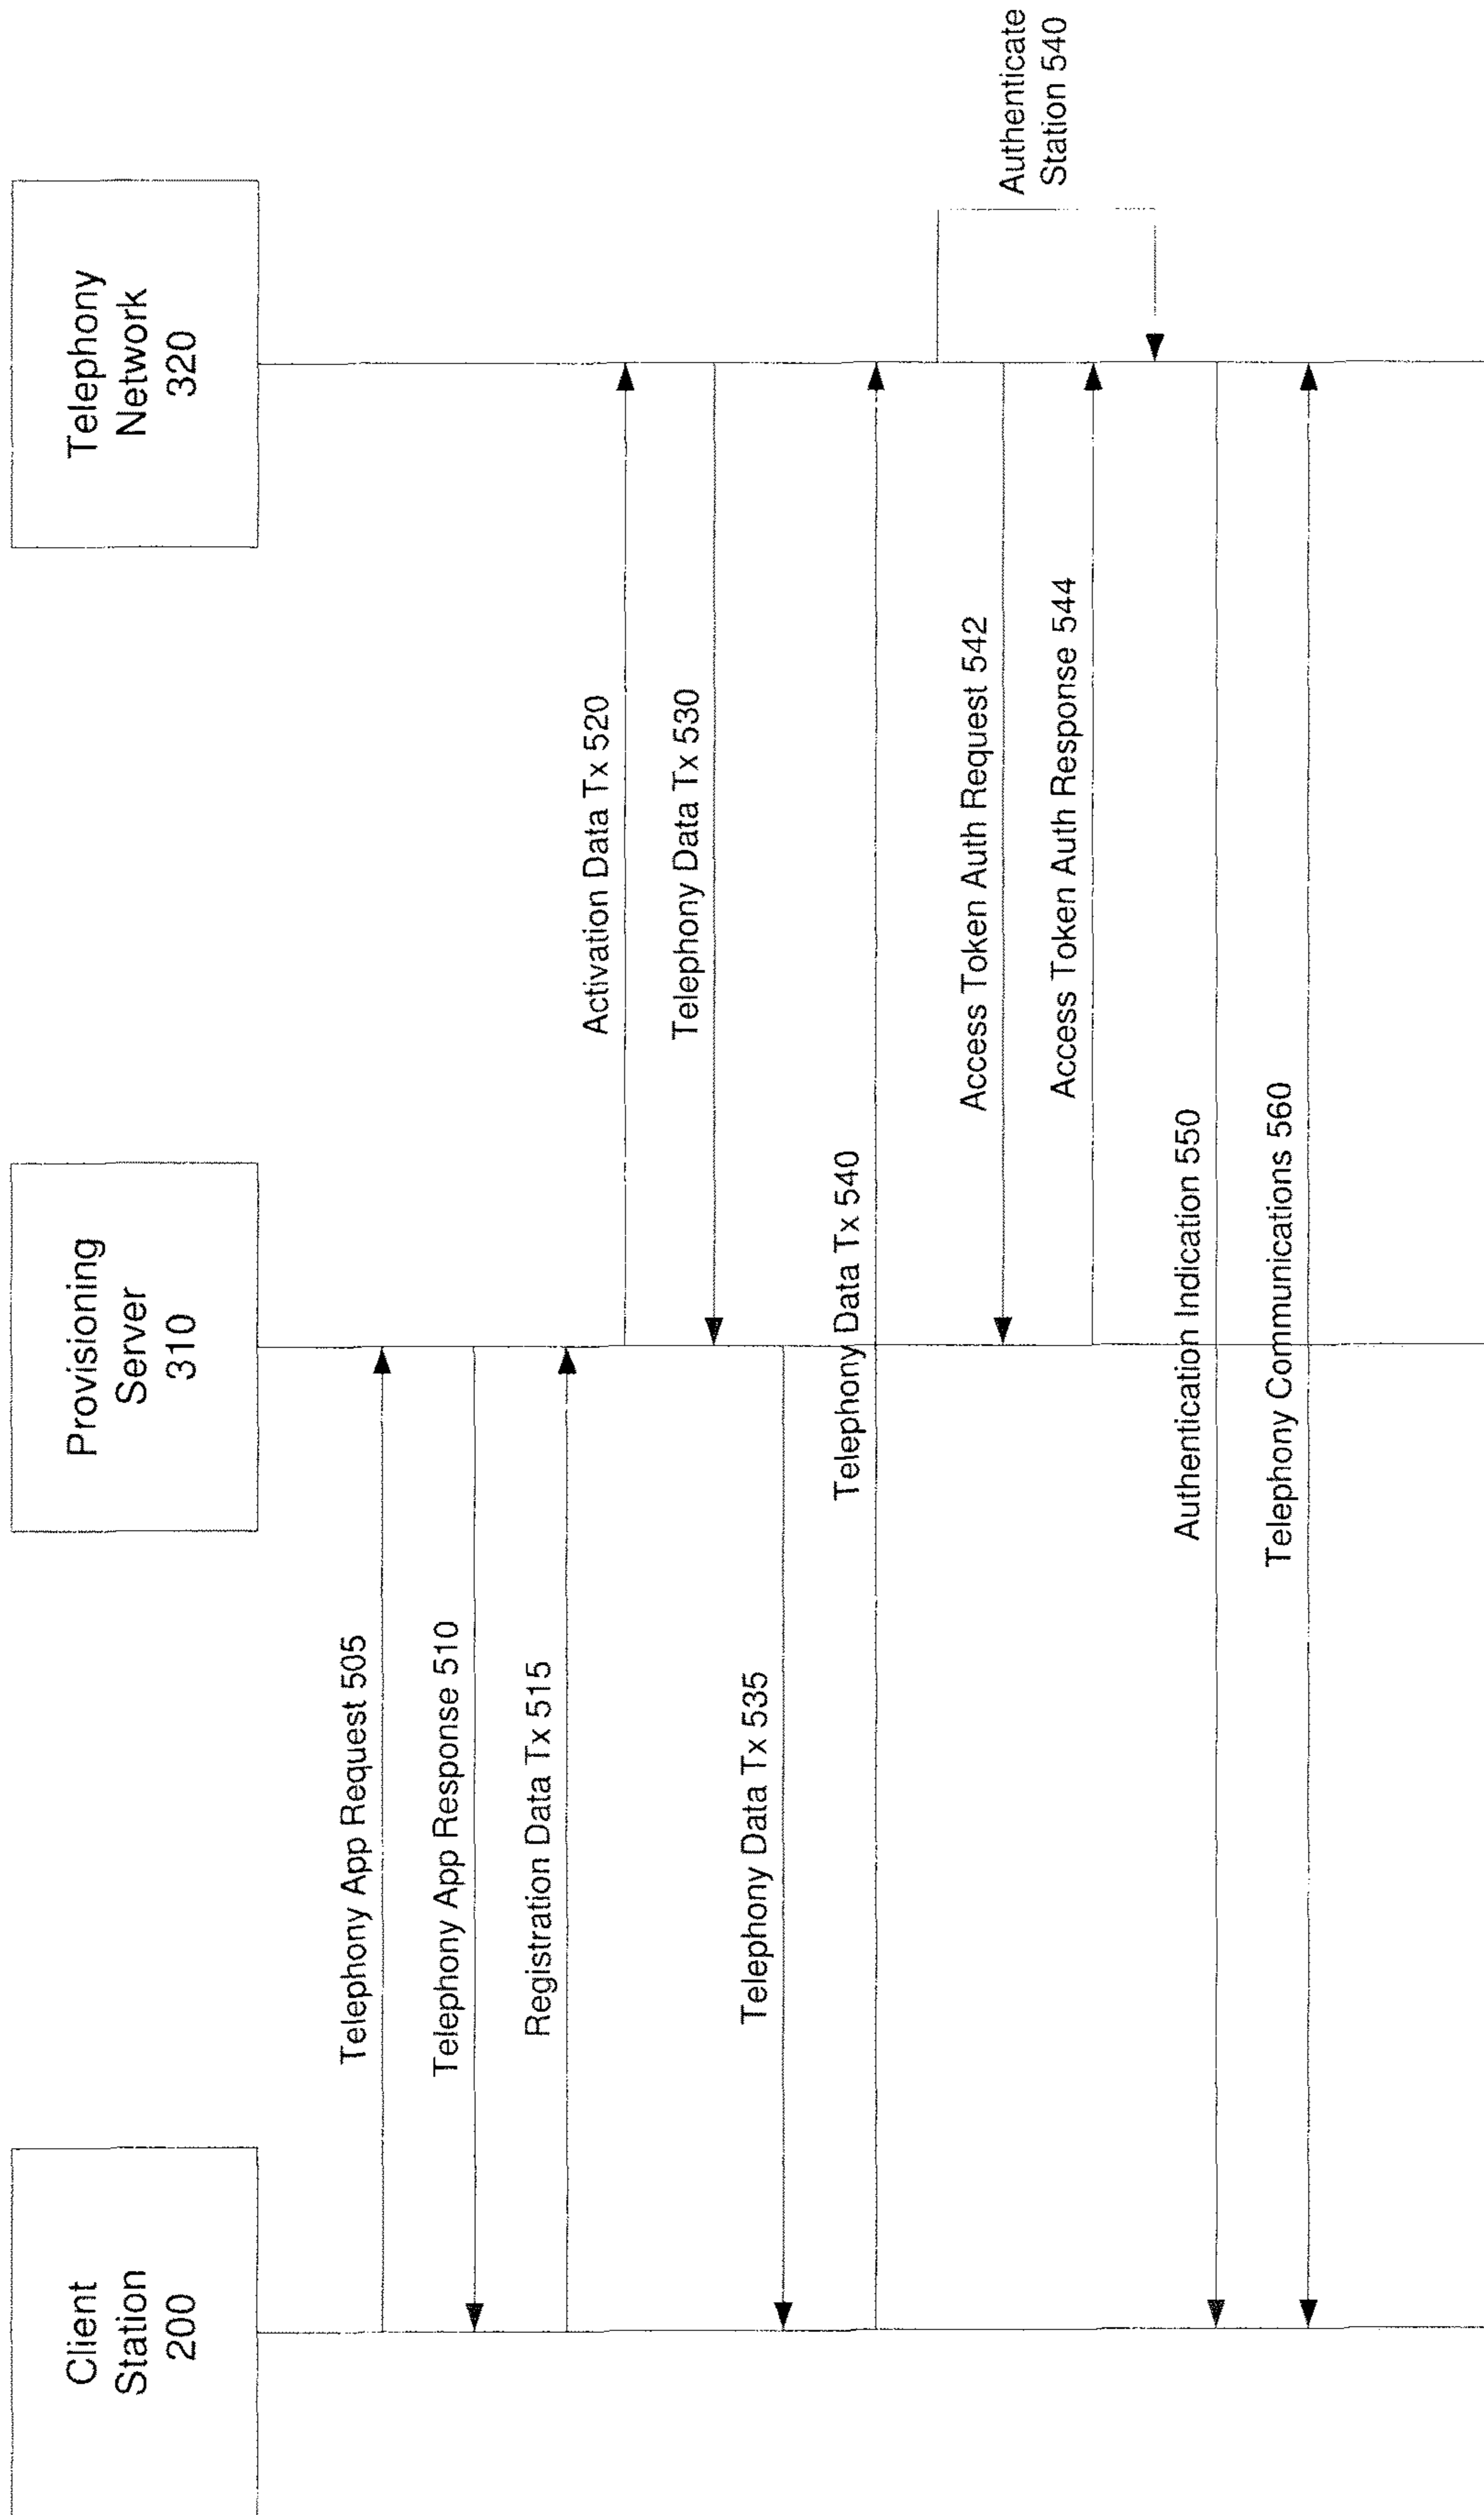 Client
Station
200
Provisioning
Server
310
Telephony
Network
320
Telephony App Request 505
Telephony App Response 510
Registration Data Tx 515
Activation Data Tx 520
Telephony Data Tx 530
Telephony Data Tx 535
Telephony Data Tx 540
Authenticate
Station 540
Access Token Auth Request 542
Access Token Auth Response 544
Authentication Indication 550
Telephony Communications 560